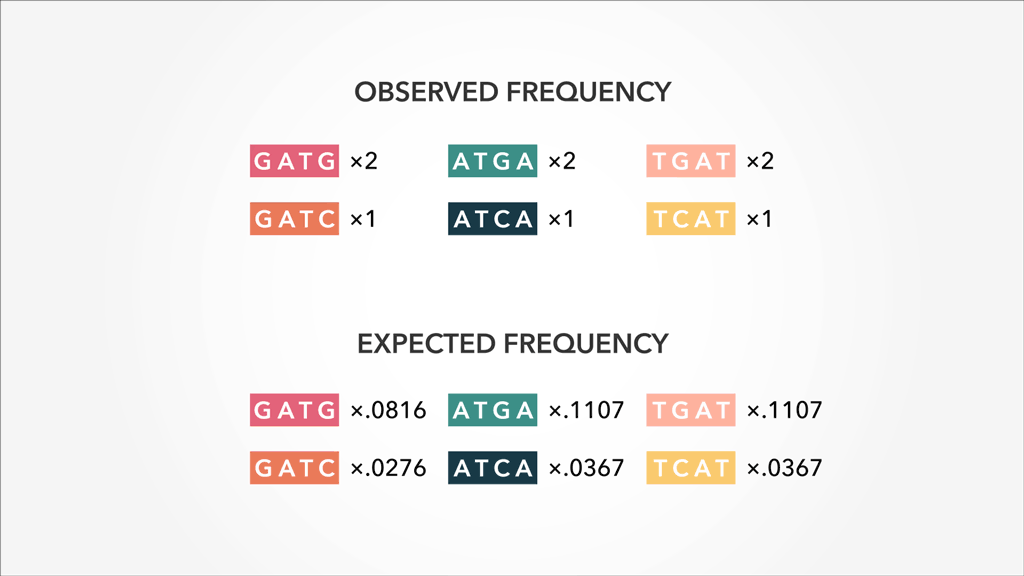 OBSERVED FREQUENCY
GATG ×2 ATGA ×2 TGAT ×2
GATC ×1 ATCA ×1 TCAT ×1
EXPECTED FREQUENCY
GATG ×.0816 ATGA ×.1107 TGAT ×.1107
GATC ×.0276 ATCA ×.0367 TCAT ×.0367